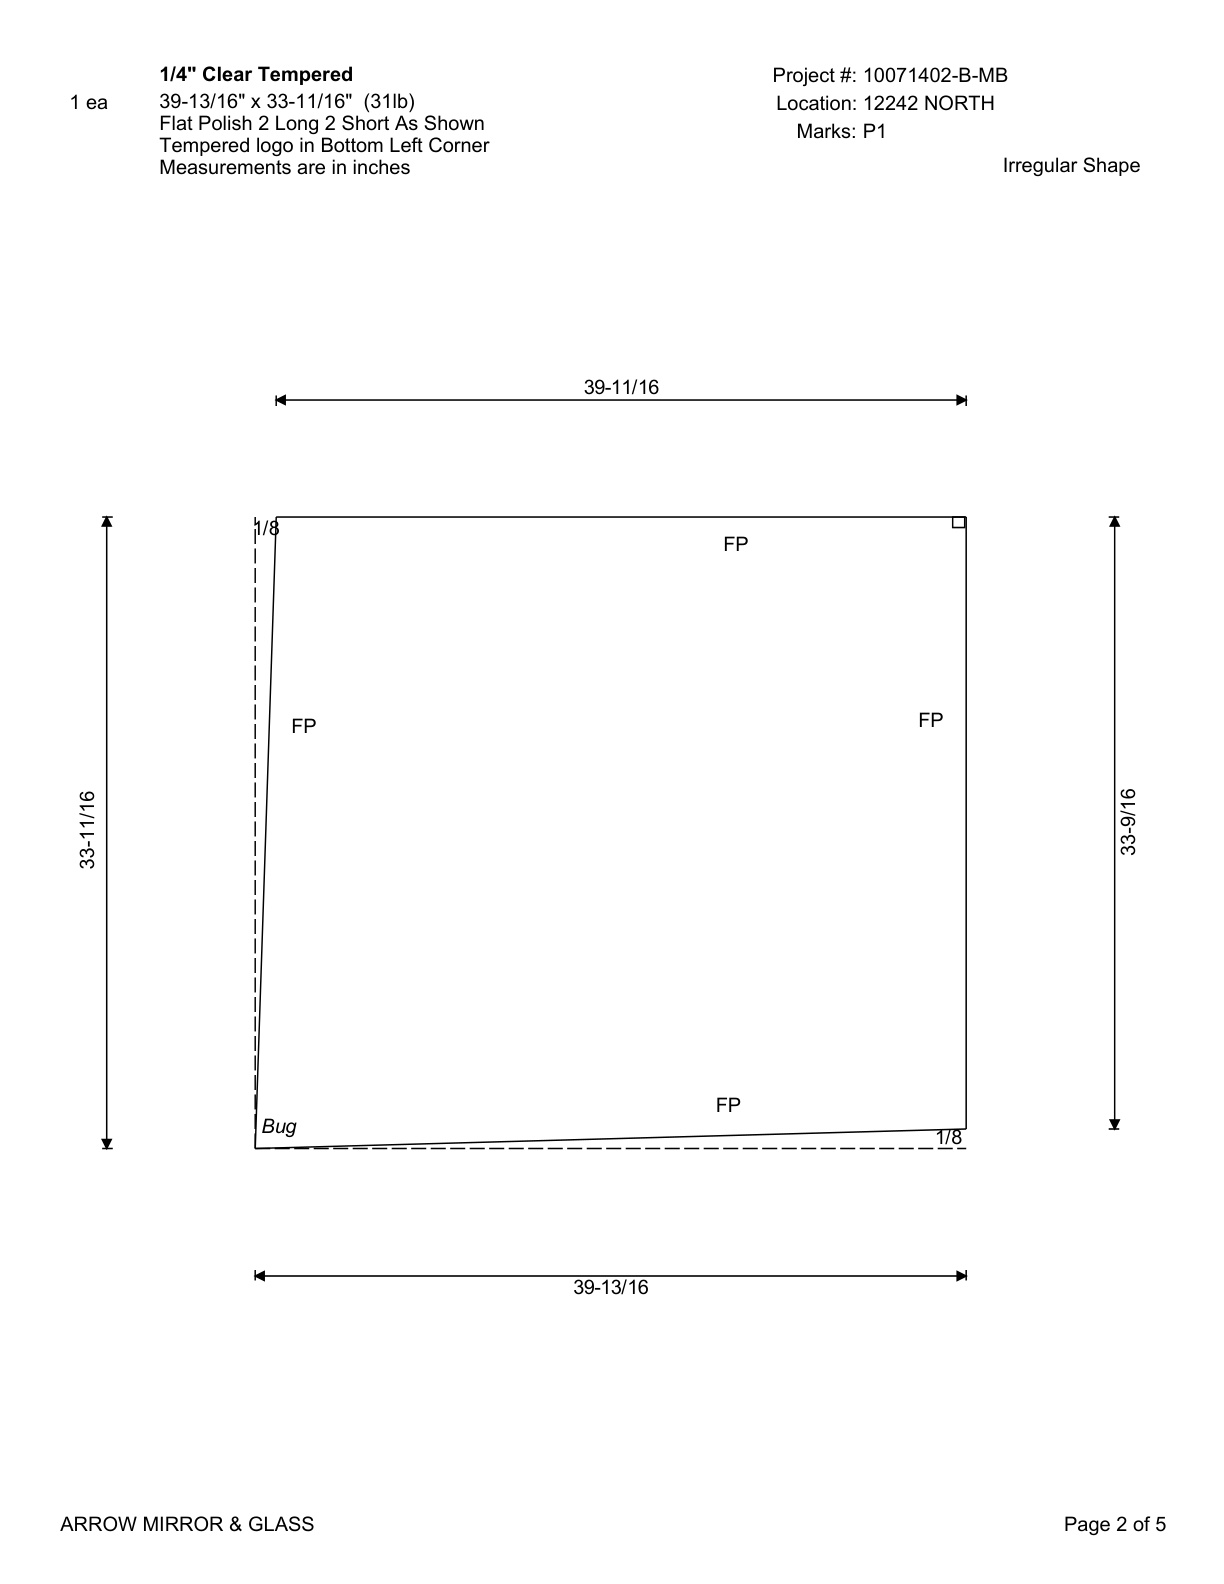 1/4" Clear Tempered
1 ea
39-13/16" x 33-11/16" (31lb)
Flat Polish 2 Long 2 Short As Shown
Tempered logo in Bottom Left Corner
Measurements are in inches
Project #: 10071402-B-MB
Location: 12242 NORTH
Marks: P1
Irregular Shape
39-11/16
1/8
FP
FP
FP
33-11/16
33-9/16
FP
Bug
1/8
39-13/16
ARROW MIRROR & GLASS
Page 2 of 5